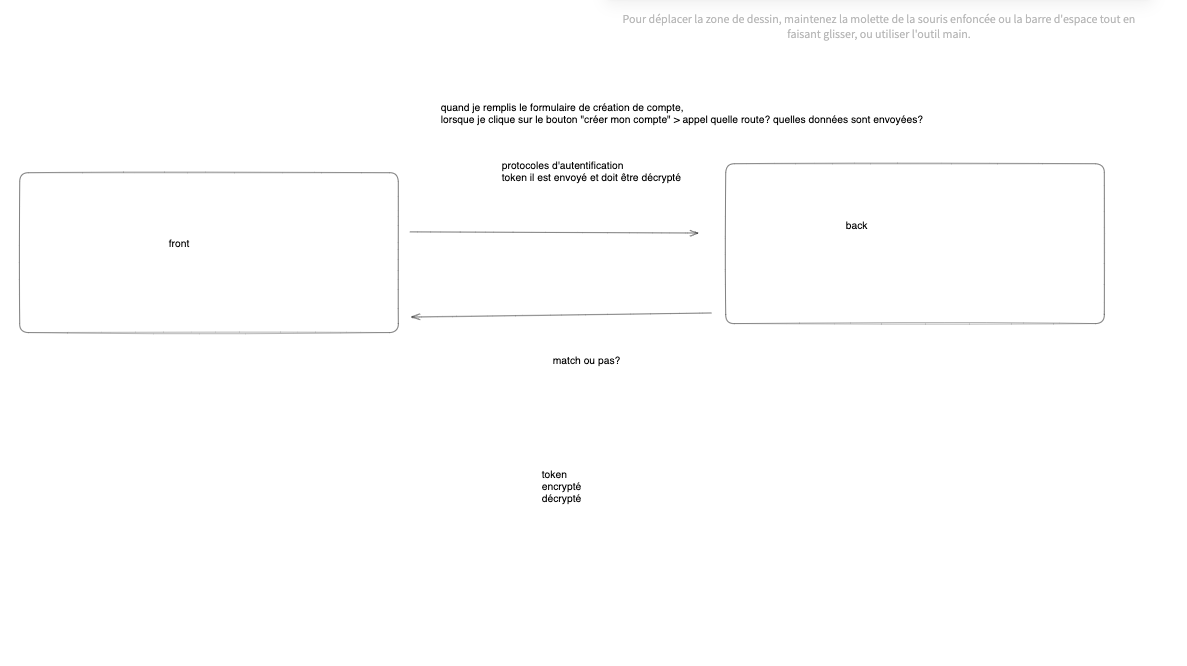 Pour déplacer la zone de dessin, maintenez la molette de la souris enfoncée ou la barre d'espace tout en
faisant glisser, ou utiliser l'outil main.
quand je remplis le formulaire de création de compte,
lorsque je clique sur le bouton "créer mon compte" > appel quelle route? quelles données sont envoyées?
protocoles d'autentification
token il est envoyé et doit être décrypté
front
back
match ou pas?
token
encrypté
décrypté